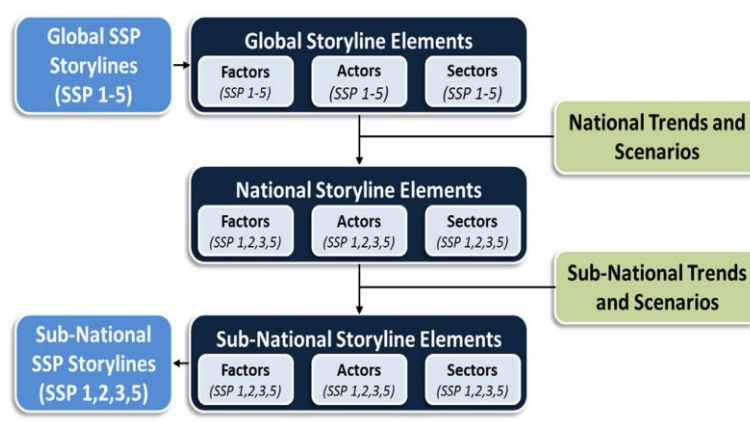 Global SSP
Storylines
(SSP 1-5)
Global Storyline Elements
Factors
(SSP 1-5)
Actors
(SSP 1-5)
Sectors
(SSP 1-5)
National Trends and
Scenarios
National Storyline Elements
Factors
(SSP 1,2,3,5)
Actors
(SSP 1,2,3,5)
Sectors
(SSP 1,2,3,5)
Sub-National Trends
and Scenarios
Sub-National
SSP Storylines
(SSP 1,2,3,5)
Sub-National Storyline Elements
Factors
(SSP 1,2,3,5)
Actors
(SSP 1,2,3,5)
Sectors
(SSP 1,2,3,5)